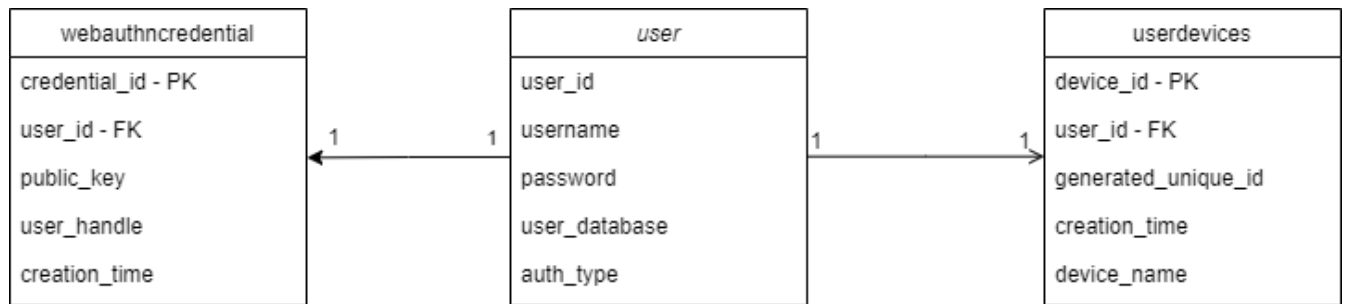 webauthncredential
credential_id - PK
user_id - FK
public_key
user_handle
creation_time
1
1
user
user_id
username
password
user_database
auth_type
1
1
userdevices
device_id - PK
user_id - FK
generated_unique_id
creation_time
device_name